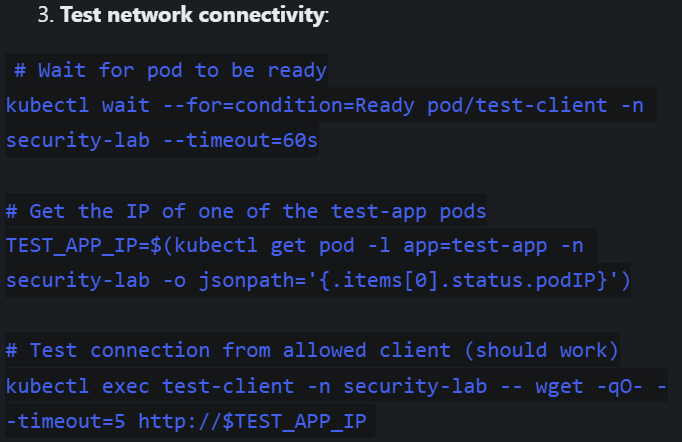 3. Test network connectivity:
# Wait for pod to be ready
kubectl wait --for=condition=Ready pod/test-client -n
security-lab --timeout=60s
# Get the IP of one of the test-app pods
TEST_APP_IP=$(kubectl get pod -l app=test-app -n
security-lab -o jsonpath='{.items[0].status.podIP}')
# Test connection from allowed client (should work)
kubectl exec test-client -n security-lab -- wget -qO- -
-timeout=5 http://$TEST_APP_IP